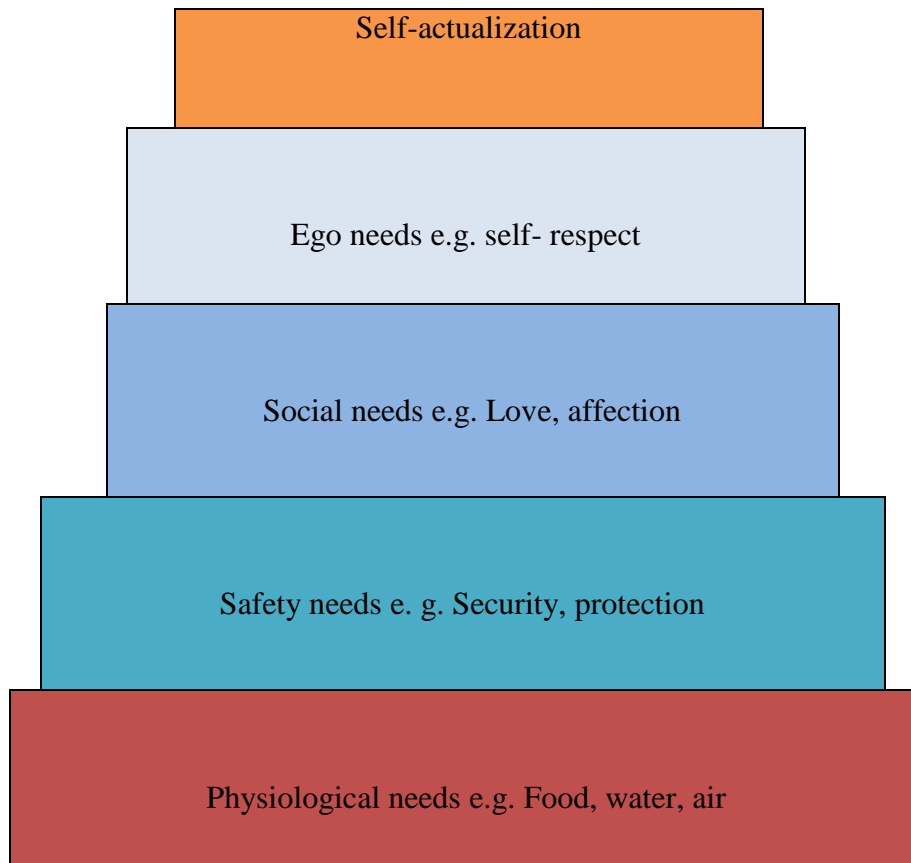 Self-actualization
Ego needs e.g. self- respect
Social needs e.g. Love, affection
Safety needs e. g. Security, protection
Physiological needs e.g. Food, water, air